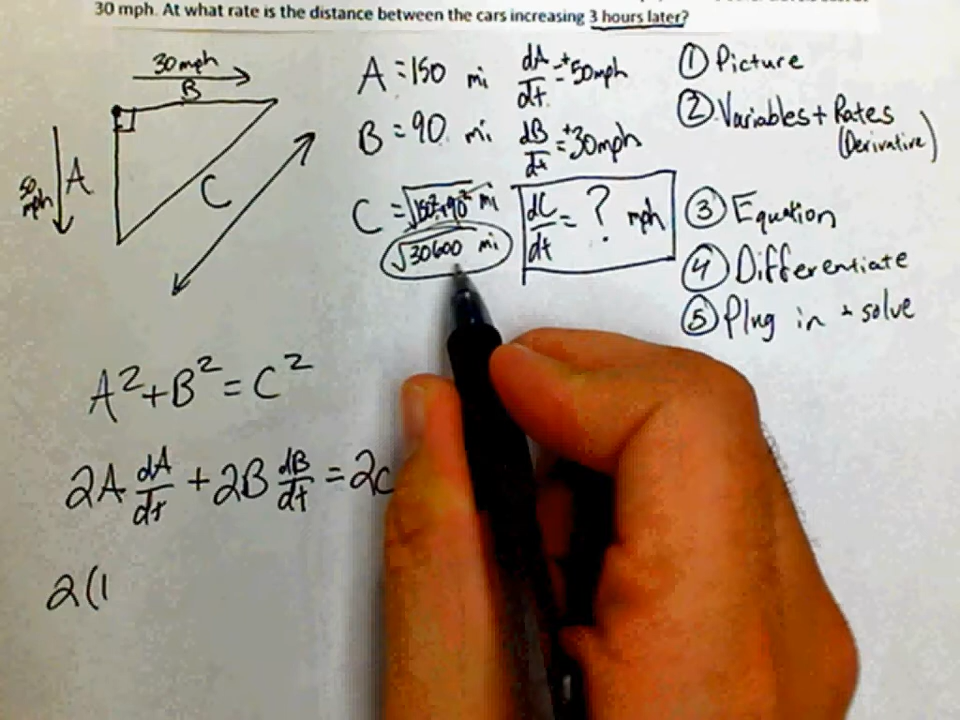 30 mph. At what rate is the distance between the cars increasing 3 hours later?
30mph
B
50 mph
A
C
A = 150 mi
dA/dt = +50mph
B = 90 mi
dB/dt = +30mph
C = √150²+90² mi
√30600 mi
dC/dt = ? mph
① Picture
② Variables + Rates
(Derivative)
③ Equation
④ Differentiate
⑤ Plug in + solve
A² + B² = C²
2A dA/dt + 2B dB/dt = 2C
2(1